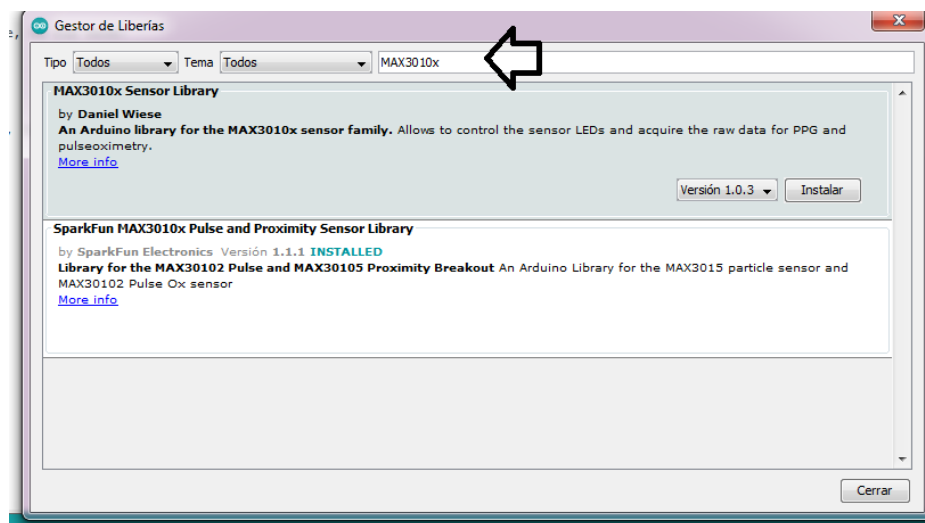 Gestor de Liberías
Tipo Todos Tema Todos MAX3010x
MAX3010x Sensor Library
by Daniel Wiese
An Arduino library for the MAX3010x sensor family. Allows to control the sensor LEDs and acquire the raw data for PPG and
pulseoximetry.
More info
Versión 1.0.3 Instalar
SparkFun MAX3010x Pulse and Proximity Sensor Library
by SparkFun Electronics Versión 1.1.1 INSTALLED
Library for the MAX30102 Pulse and MAX30105 Proximity Breakout An Arduino Library for the MAX3015 particle sensor and
MAX30102 Pulse Ox sensor
More info
Cerrar